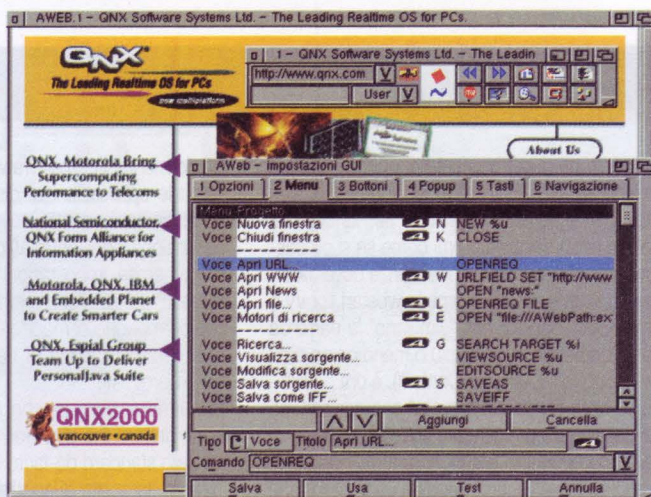 AWEB.1 - QNX Software Systems Ltd. - The Leading Realtime OS for PCs.
QNX
The Leading Realtime OS for PCs
now multiplatform
1 - QNX Software Systems Ltd. - The Leadin
http://www.qnx.com
User
About Us
QNX, Motorola Bring
Supercomputing
Performance to Telecoms
National Semiconductor,
QNX Form Alliance for
Information Appliances
Motorola, QNX, IBM
and Embedded Planet
to Create Smarter Cars
QNX, Espial Group
Team Up to Deliver
PersonalJava Suite
QNX2000
vancouver • canada
AWeb - Impostazioni GUI
1 Opzioni 2 Menu 3 Bottoni 4 Popup 5 Tasti 6 Navigazione
Menu Progetto
Voce Nuova finestra A N NEW %u
Voce Chiudi finestra A K CLOSE
-----------
Voce Apri URL... OPENREQ
Voce Apri WWW A W URLFIELD SET "http://www
Voce Apri News OPEN "news:"
Voce Apri file... A L OPENREQ FILE
Voce Motori di ricerca A E OPEN "file:///AWebPath:ex
-----------
Voce Ricerca... A G SEARCH TARGET %i
Voce Visualizza sorgente... VIEWSOURCE %u
Voce Modifica sorgente... EDITSOURCE %u
Voce Salva sorgente... A S SAVEAS
Voce Salva come IFF... SAVEIFF
Aggiungi Cancella
Tipo Voce Titolo Apri URL... A
Comando OPENREQ
Salva Usa Test Annulla